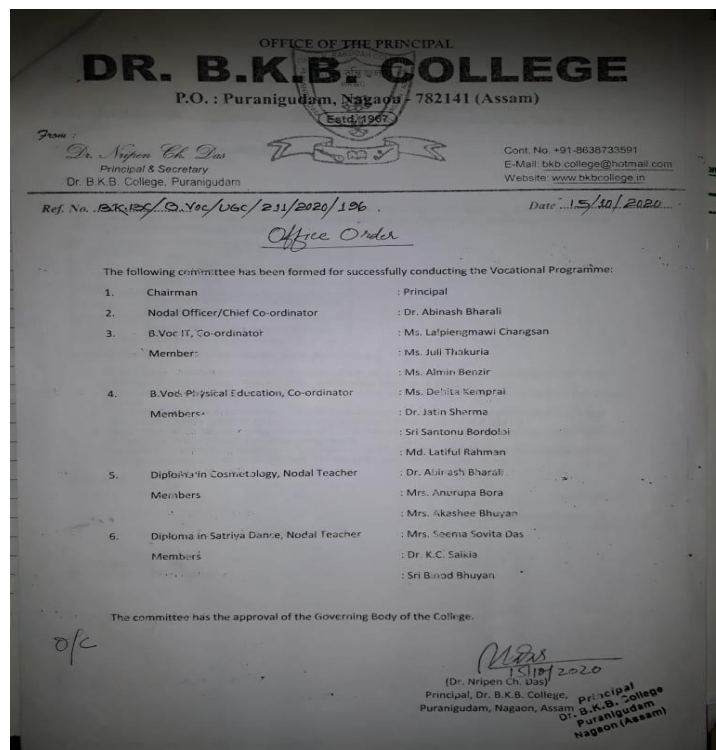 OFFICE OF THE PRINCIPAL
DR. B.K.B. COLLEGE
P.O. : Puranigudam, Nagaon - 782141 (Assam)
Estd. 1967
From :
Dr. Nripen Ch. Das
Principal & Secretary
Dr. B.K.B. College, Puranigudam
Cont. No. +91-8638733591
E-Mail: bkb.college@hotmail.com
Website: www.bkbcollege.in
Ref. No. BKBC/B.Voc/UGC/211/2020/196 . Date 15/10/2020
Office Order
The following committee has been formed for successfully conducting the Vocational Programme:
1. Chairman : Principal
2. Nodal Officer/Chief Co-ordinator : Dr. Abinash Bharali
3. B.Voc IT, Co-ordinator : Ms. Lalpiengmawi Changsan
Members : Ms. Juli Thakuria
: Ms. Almin Benzir
4. B.Voc Physical Education, Co-ordinator : Ms. Kemprai
Members : Dr. Jatin Sharma
: Sri Santonu Bordoloi
: Md. Latiful Rahman
5. Diploma in Cosmetology, Nodal Teacher : Dr. Abinash Bharali
Members : Mrs. Anurupa Bora
: Mrs. Akashee Bhuyan
6. Diploma in Satriya Dance, Nodal Teacher : Mrs. Seema Sovita Das
Members : Dr. K.C. Saikia
: Sri Binod Bhuyan
The committee has the approval of the Governing Body of the College.
O/C
15/10/2020
(Dr. Nripen Ch. Das)
Principal, Dr. B.K.B. College,
Puranigudam, Nagaon, Assam
Principal
Dr. B.K.B. College
Puranigudam
Nagaon (Assam)